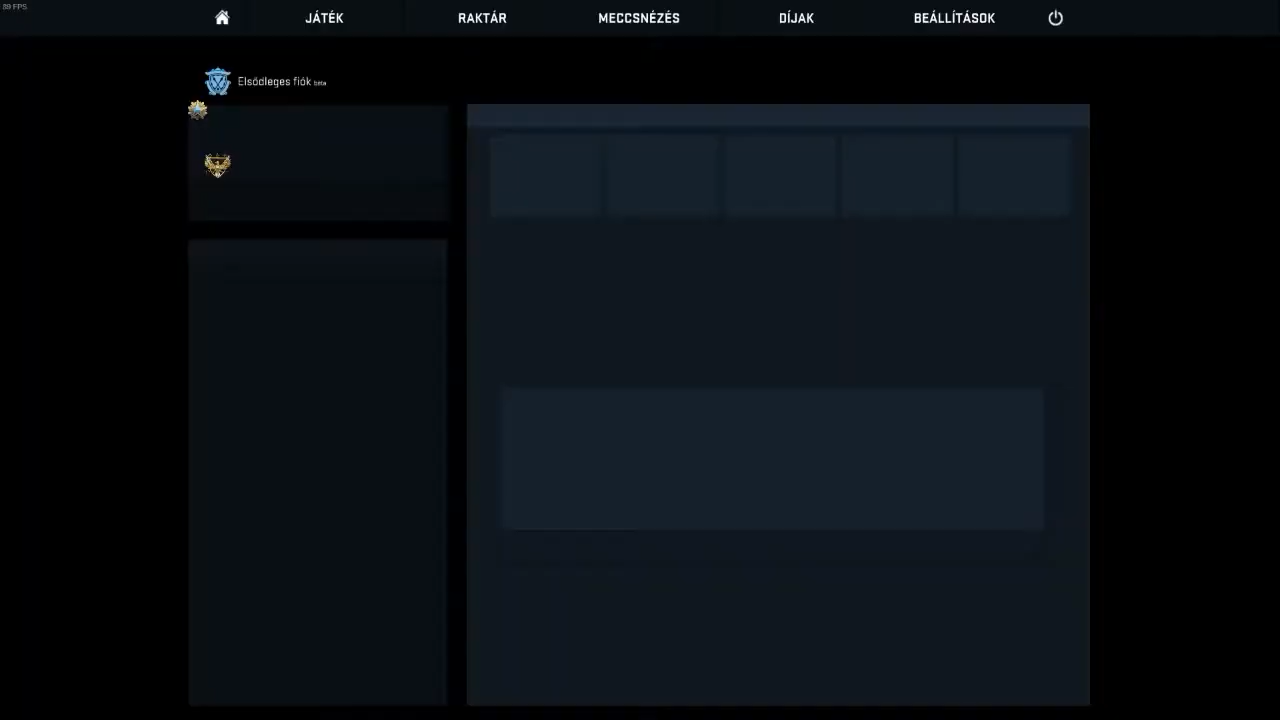 89 FPS
JÁTÉK
RAKTÁR
MECCSNÉZÉS
DÍJAK
BEÁLLÍTÁSOK
Elsődleges fiók beta